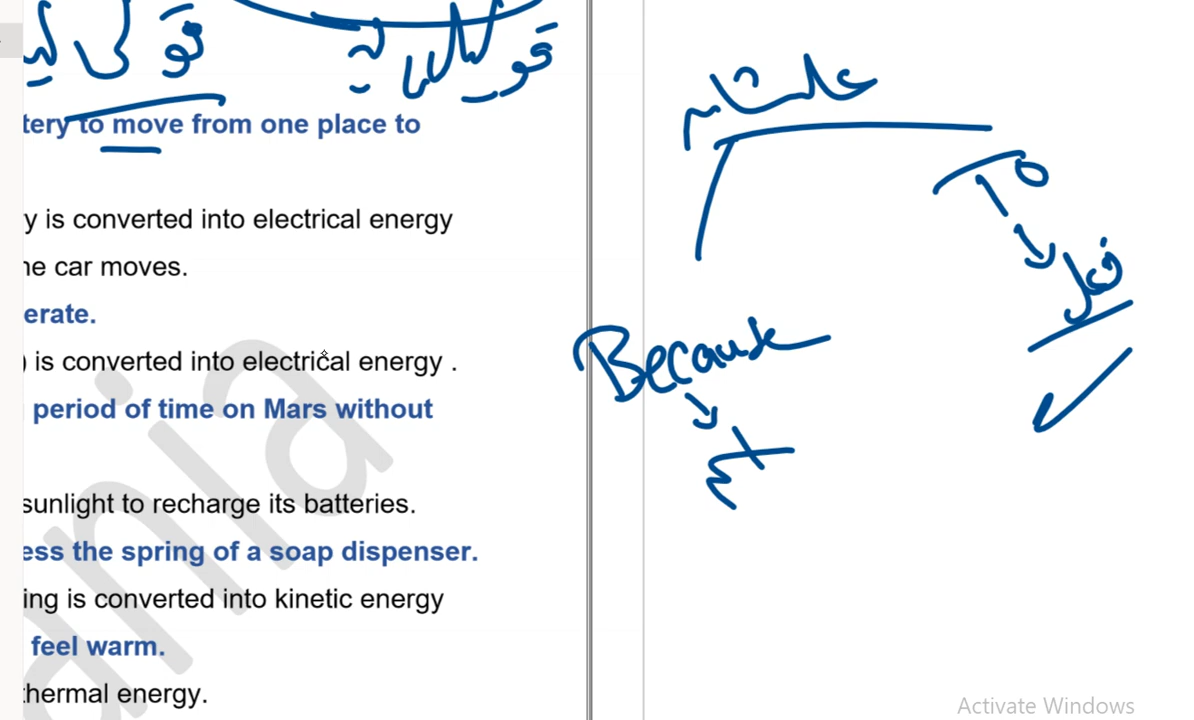 tery to move from one place to
y is converted into electrical energy
ne car moves.
erate.
) is converted into electrical energy .
period of time on Mars without
sunlight to recharge its batteries.
ess the spring of a soap dispenser.
ing is converted into kinetic energy
feel warm.
thermal energy.
علشان
To
فعل
Because
Activate Windows